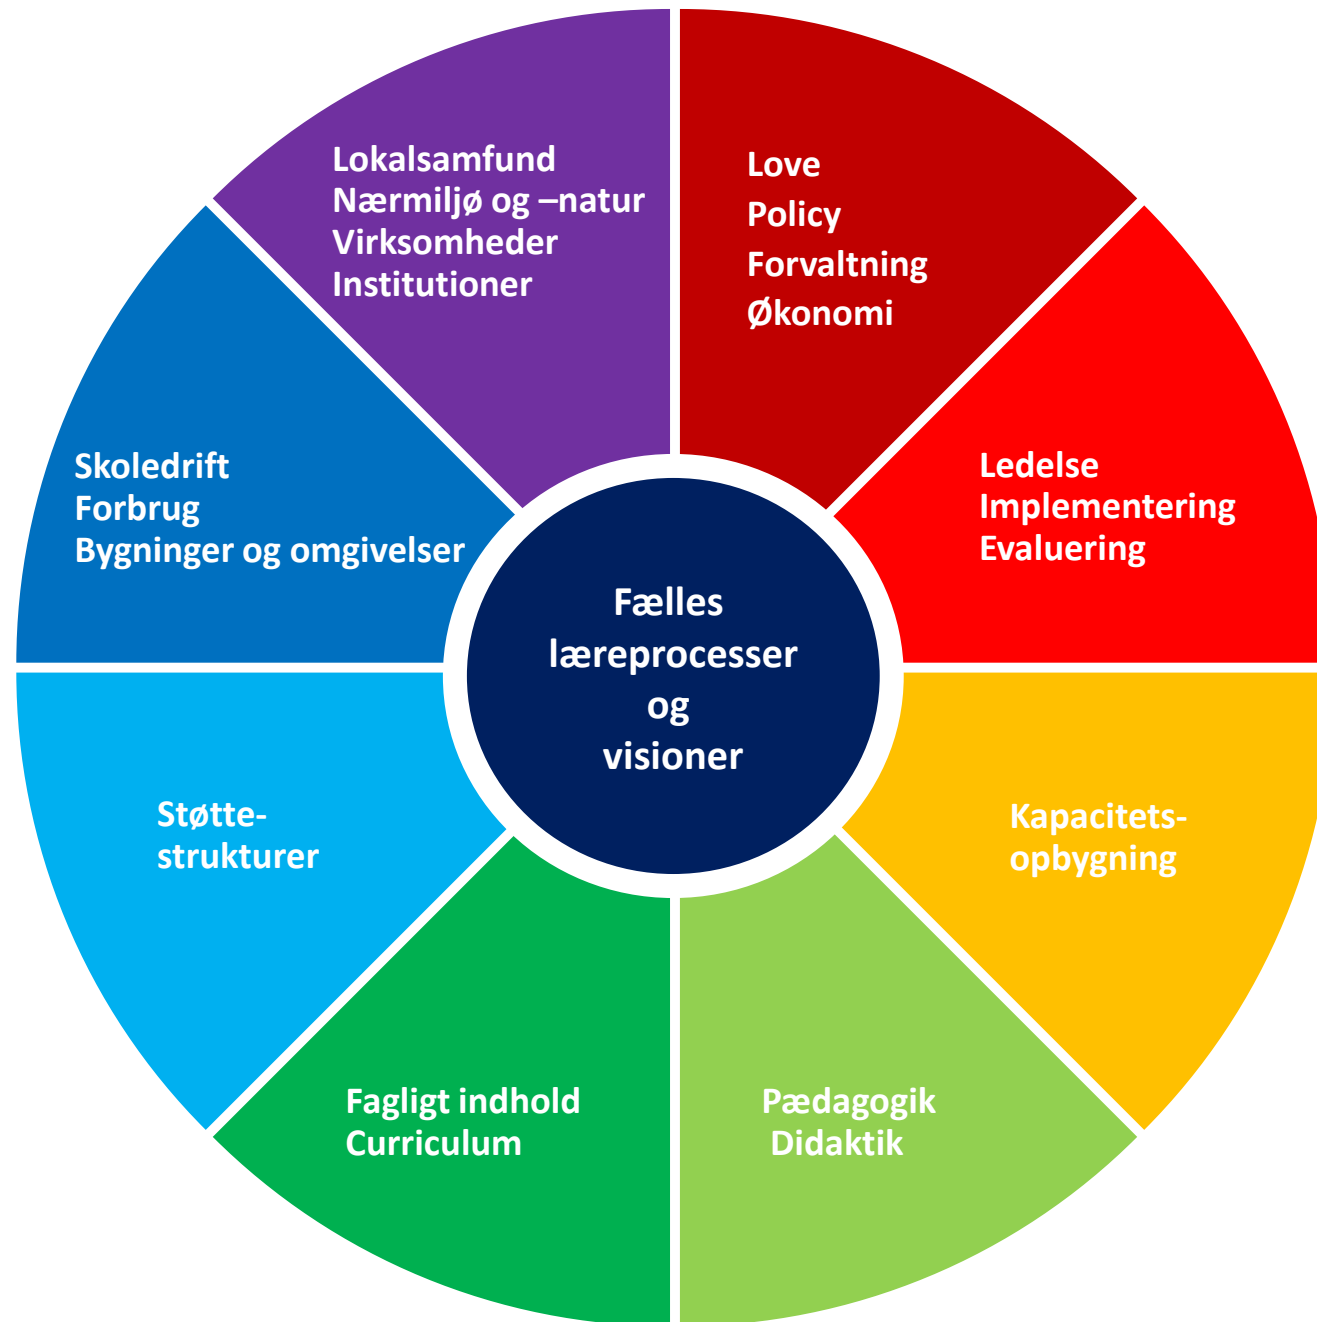 Lokalsamfund
Nærmiljø og –natur
Virksomheder
Institutioner
Love
Policy
Forvaltning
Økonomi
Skoledrift
Forbrug
Bygninger og omgivelser
Ledelse
Implementering
Evaluering
Fælles
læreprocesser
og
visioner
Støtte-
strukturer
Kapacitets-
opbygning
Fagligt indhold
Curriculum
Pædagogik
Didaktik